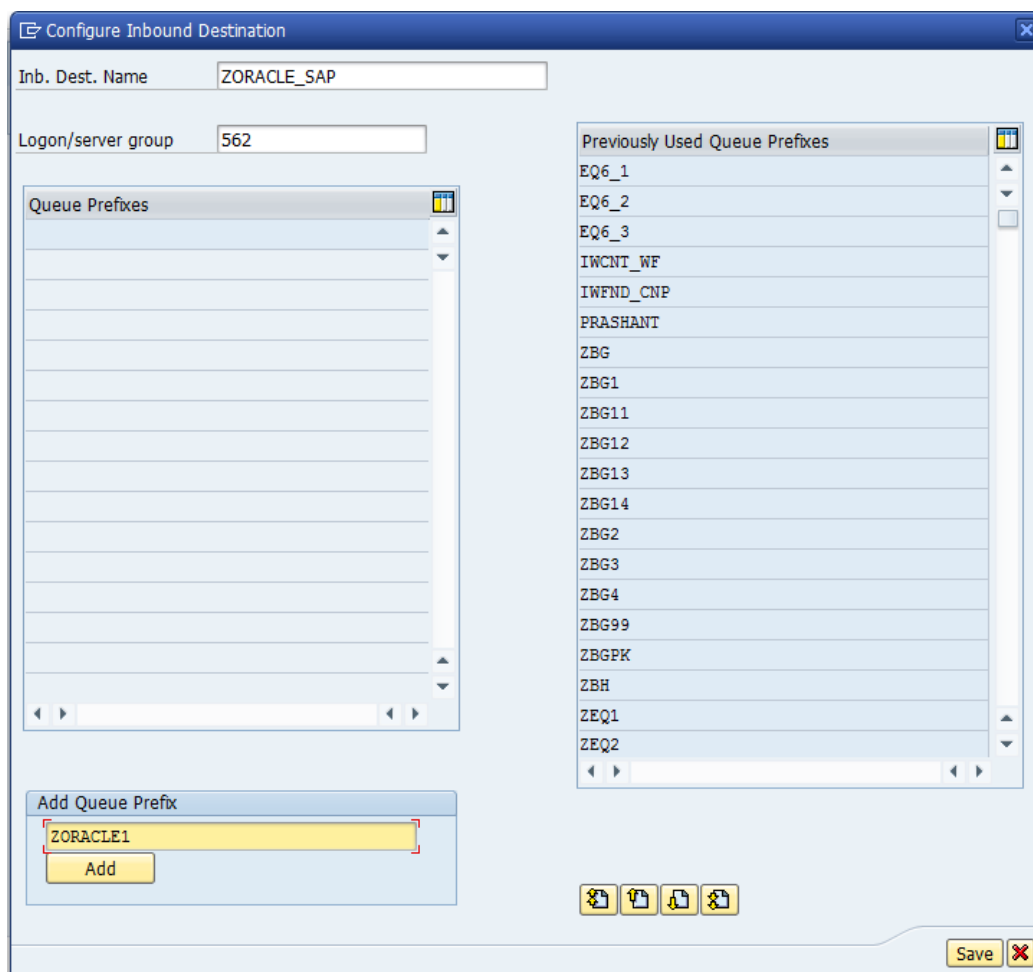 Configure Inbound Destination
Inb. Dest. Name ZORACLE_SAP
Logon/server group 562
Queue Prefixes
Previously Used Queue Prefixes
EQ6_1
EQ6_2
EQ6_3
IWCNT_WF
IWFND_CNP
PRASHANT
ZBG
ZBG1
ZBG11
ZBG12
ZBG13
ZBG14
ZBG2
ZBG3
ZBG4
ZBG99
ZBGPK
ZBH
ZEQ1
ZEQ2
Add Queue Prefix
ZORACLE1
Add
Save